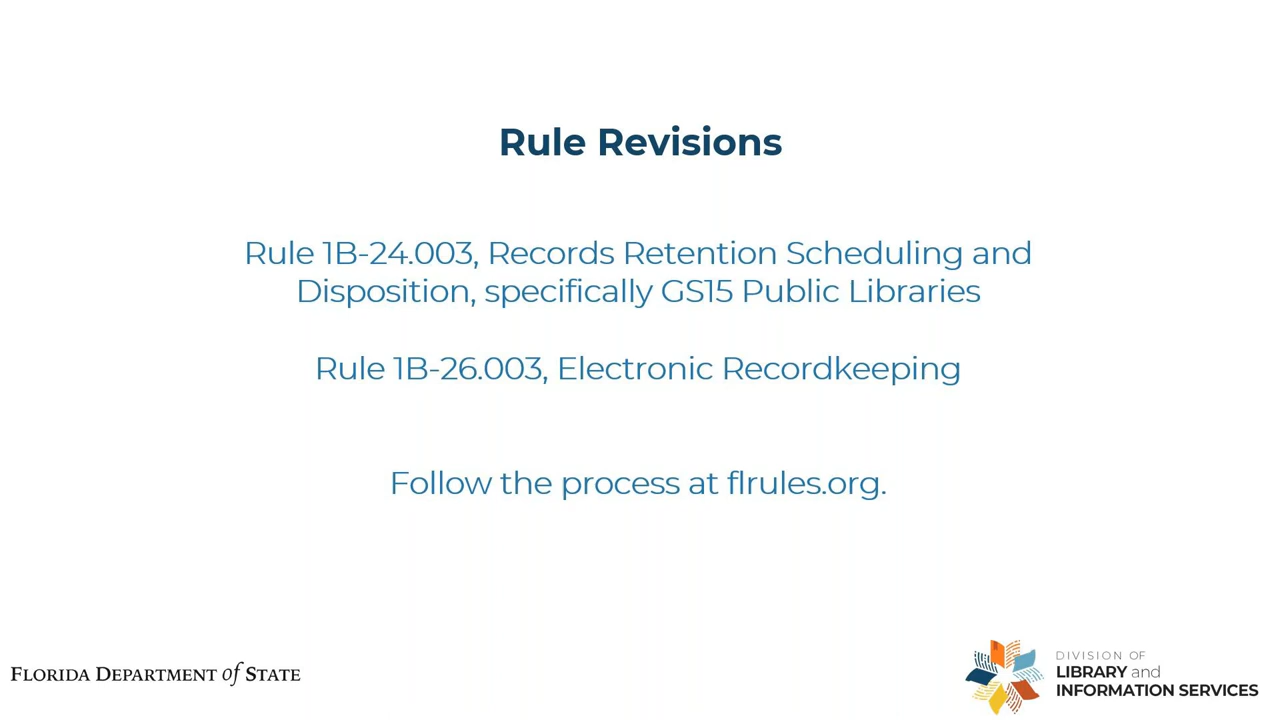 Rule Revisions
Rule 1B-24.003, Records Retention Scheduling and
Disposition, specifically GS15 Public Libraries
Rule 1B-26.003, Electronic Recordkeeping
Follow the process at flrules.org.
FLORIDA DEPARTMENT of STATE
DIVISION OF
LIBRARY and
INFORMATION SERVICES